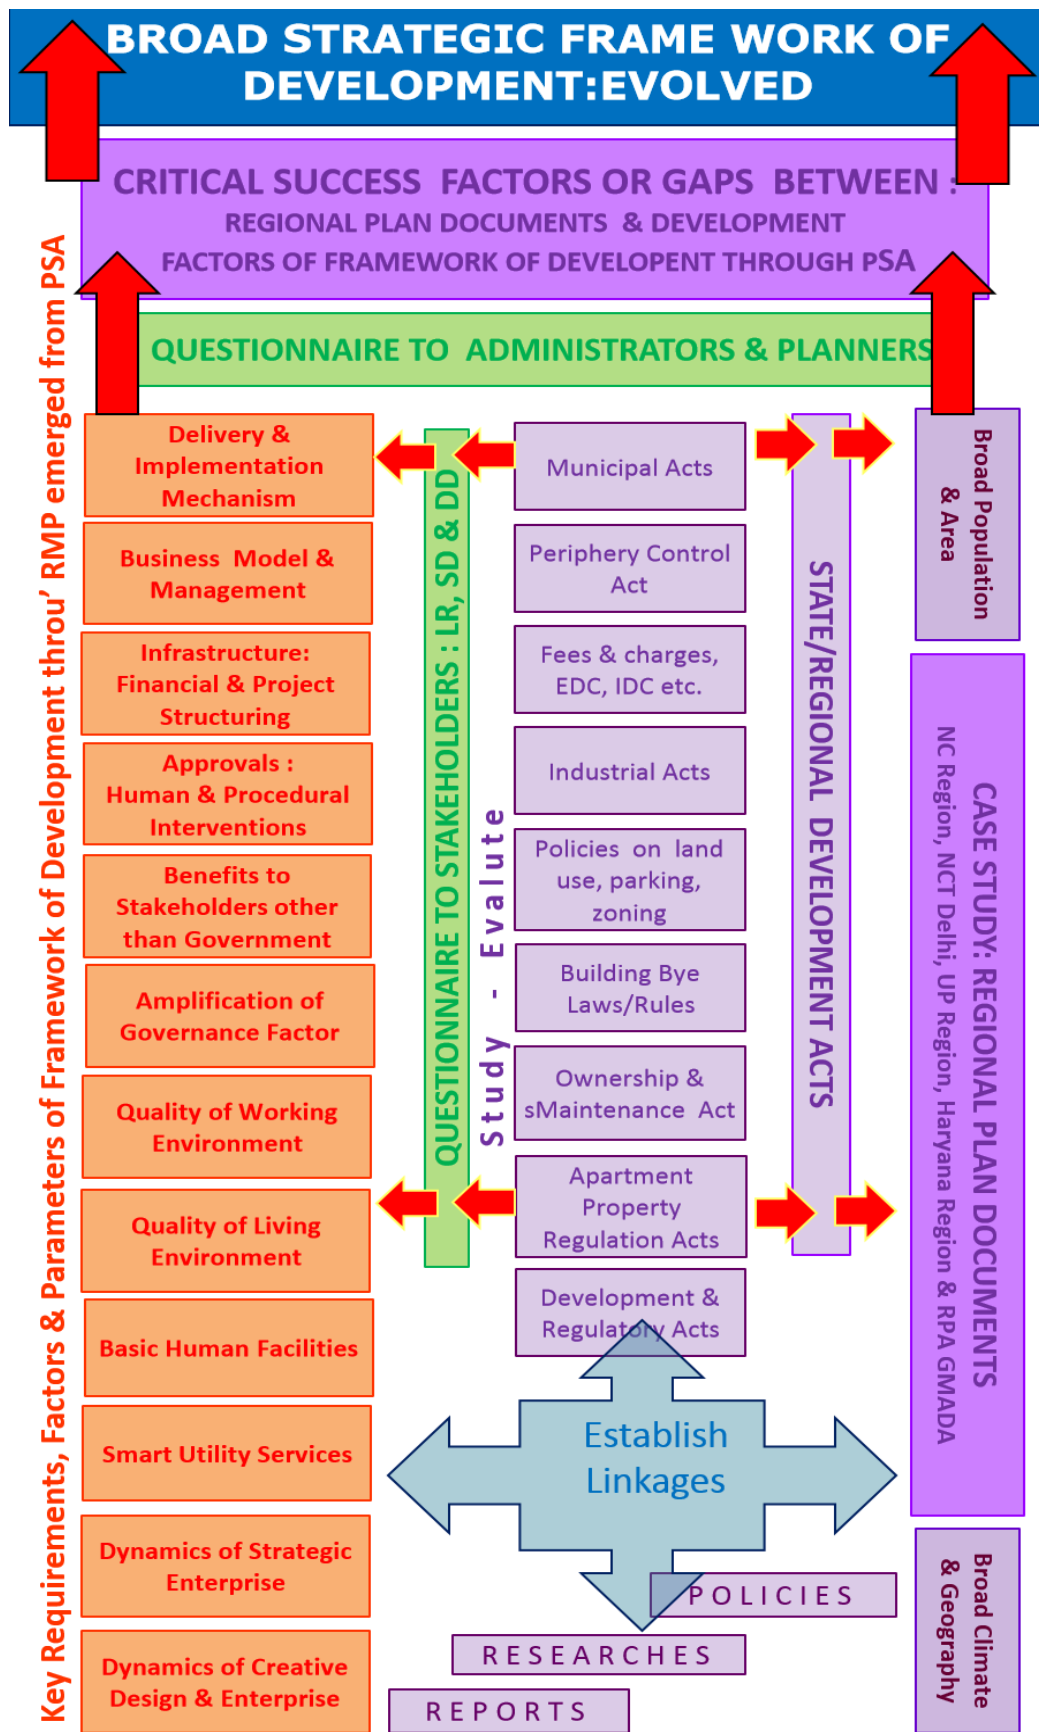 BROAD STRATEGIC FRAME WORK OF
DEVELOPMENT:EVOLVED
CRITICAL SUCCESS FACTORS OR GAPS BETWEEN :
REGIONAL PLAN DOCUMENTS & DEVELOPMENT
FACTORS OF FRAMEWORK OF DEVELOPENT THROUGH PSA
QUESTIONNAIRE TO ADMINISTRATORS & PLANNERS
Key Requirements, Factors & Parameters of Framework of Development throu' RMP emerged from PSA
Delivery &
Implementation
Mechanism
Business Model &
Management
Infrastructure:
Financial & Project
Structuring
Approvals :
Human & Procedural
Interventions
Benefits to
Stakeholders other
than Government
Amplification of
Governance Factor
Quality of Working
Environment
Quality of Living
Environment
Basic Human Facilities
Smart Utility Services
Dynamics of Strategic
Enterprise
Dynamics of Creative
Design & Enterprise
QUESTIONNAIRE TO STAKEHOLDERS : LR, SD & DD
Study - Evalute
Municipal Acts
Periphery Control
Act
Fees & charges,
EDC, IDC etc.
Industrial Acts
Policies on land
use, parking,
zoning
Building Bye
Laws/Rules
Ownership &
sMaintenance Act
Apartment
Property
Regulation Acts
Development &
Regulatory Acts
Establish
Linkages
POLICIES
RESEARCHES
REPORTS
STATE/REGIONAL DEVELOPMENT ACTS
Broad Population
& Area
CASE STUDY: REGIONAL PLAN DOCUMENTS
NC Region, NCT Delhi, UP Region, Haryana Region & RPA GMADA
Broad Climate
& Geography